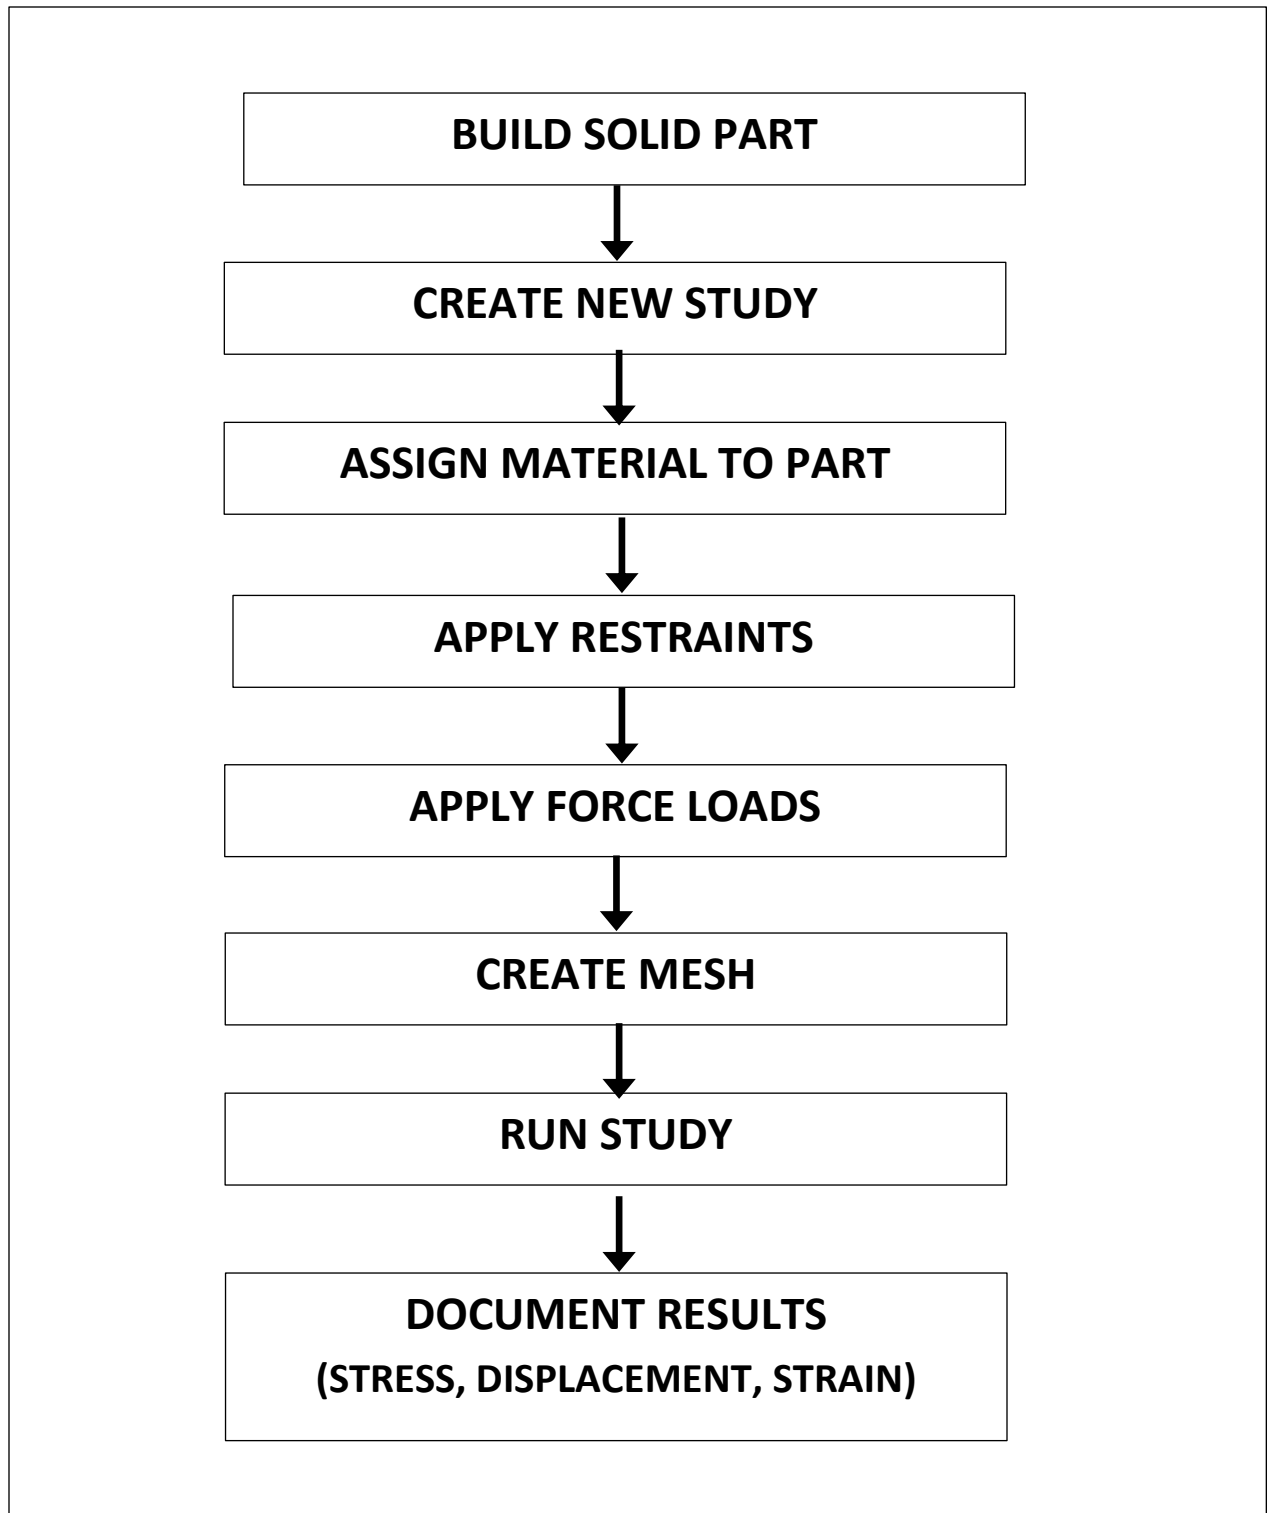 BUILD SOLID PART
CREATE NEW STUDY
ASSIGN MATERIAL TO PART
APPLY RESTRAINTS
APPLY FORCE LOADS
CREATE MESH
RUN STUDY
DOCUMENT RESULTS
(STRESS, DISPLACEMENT, STRAIN)